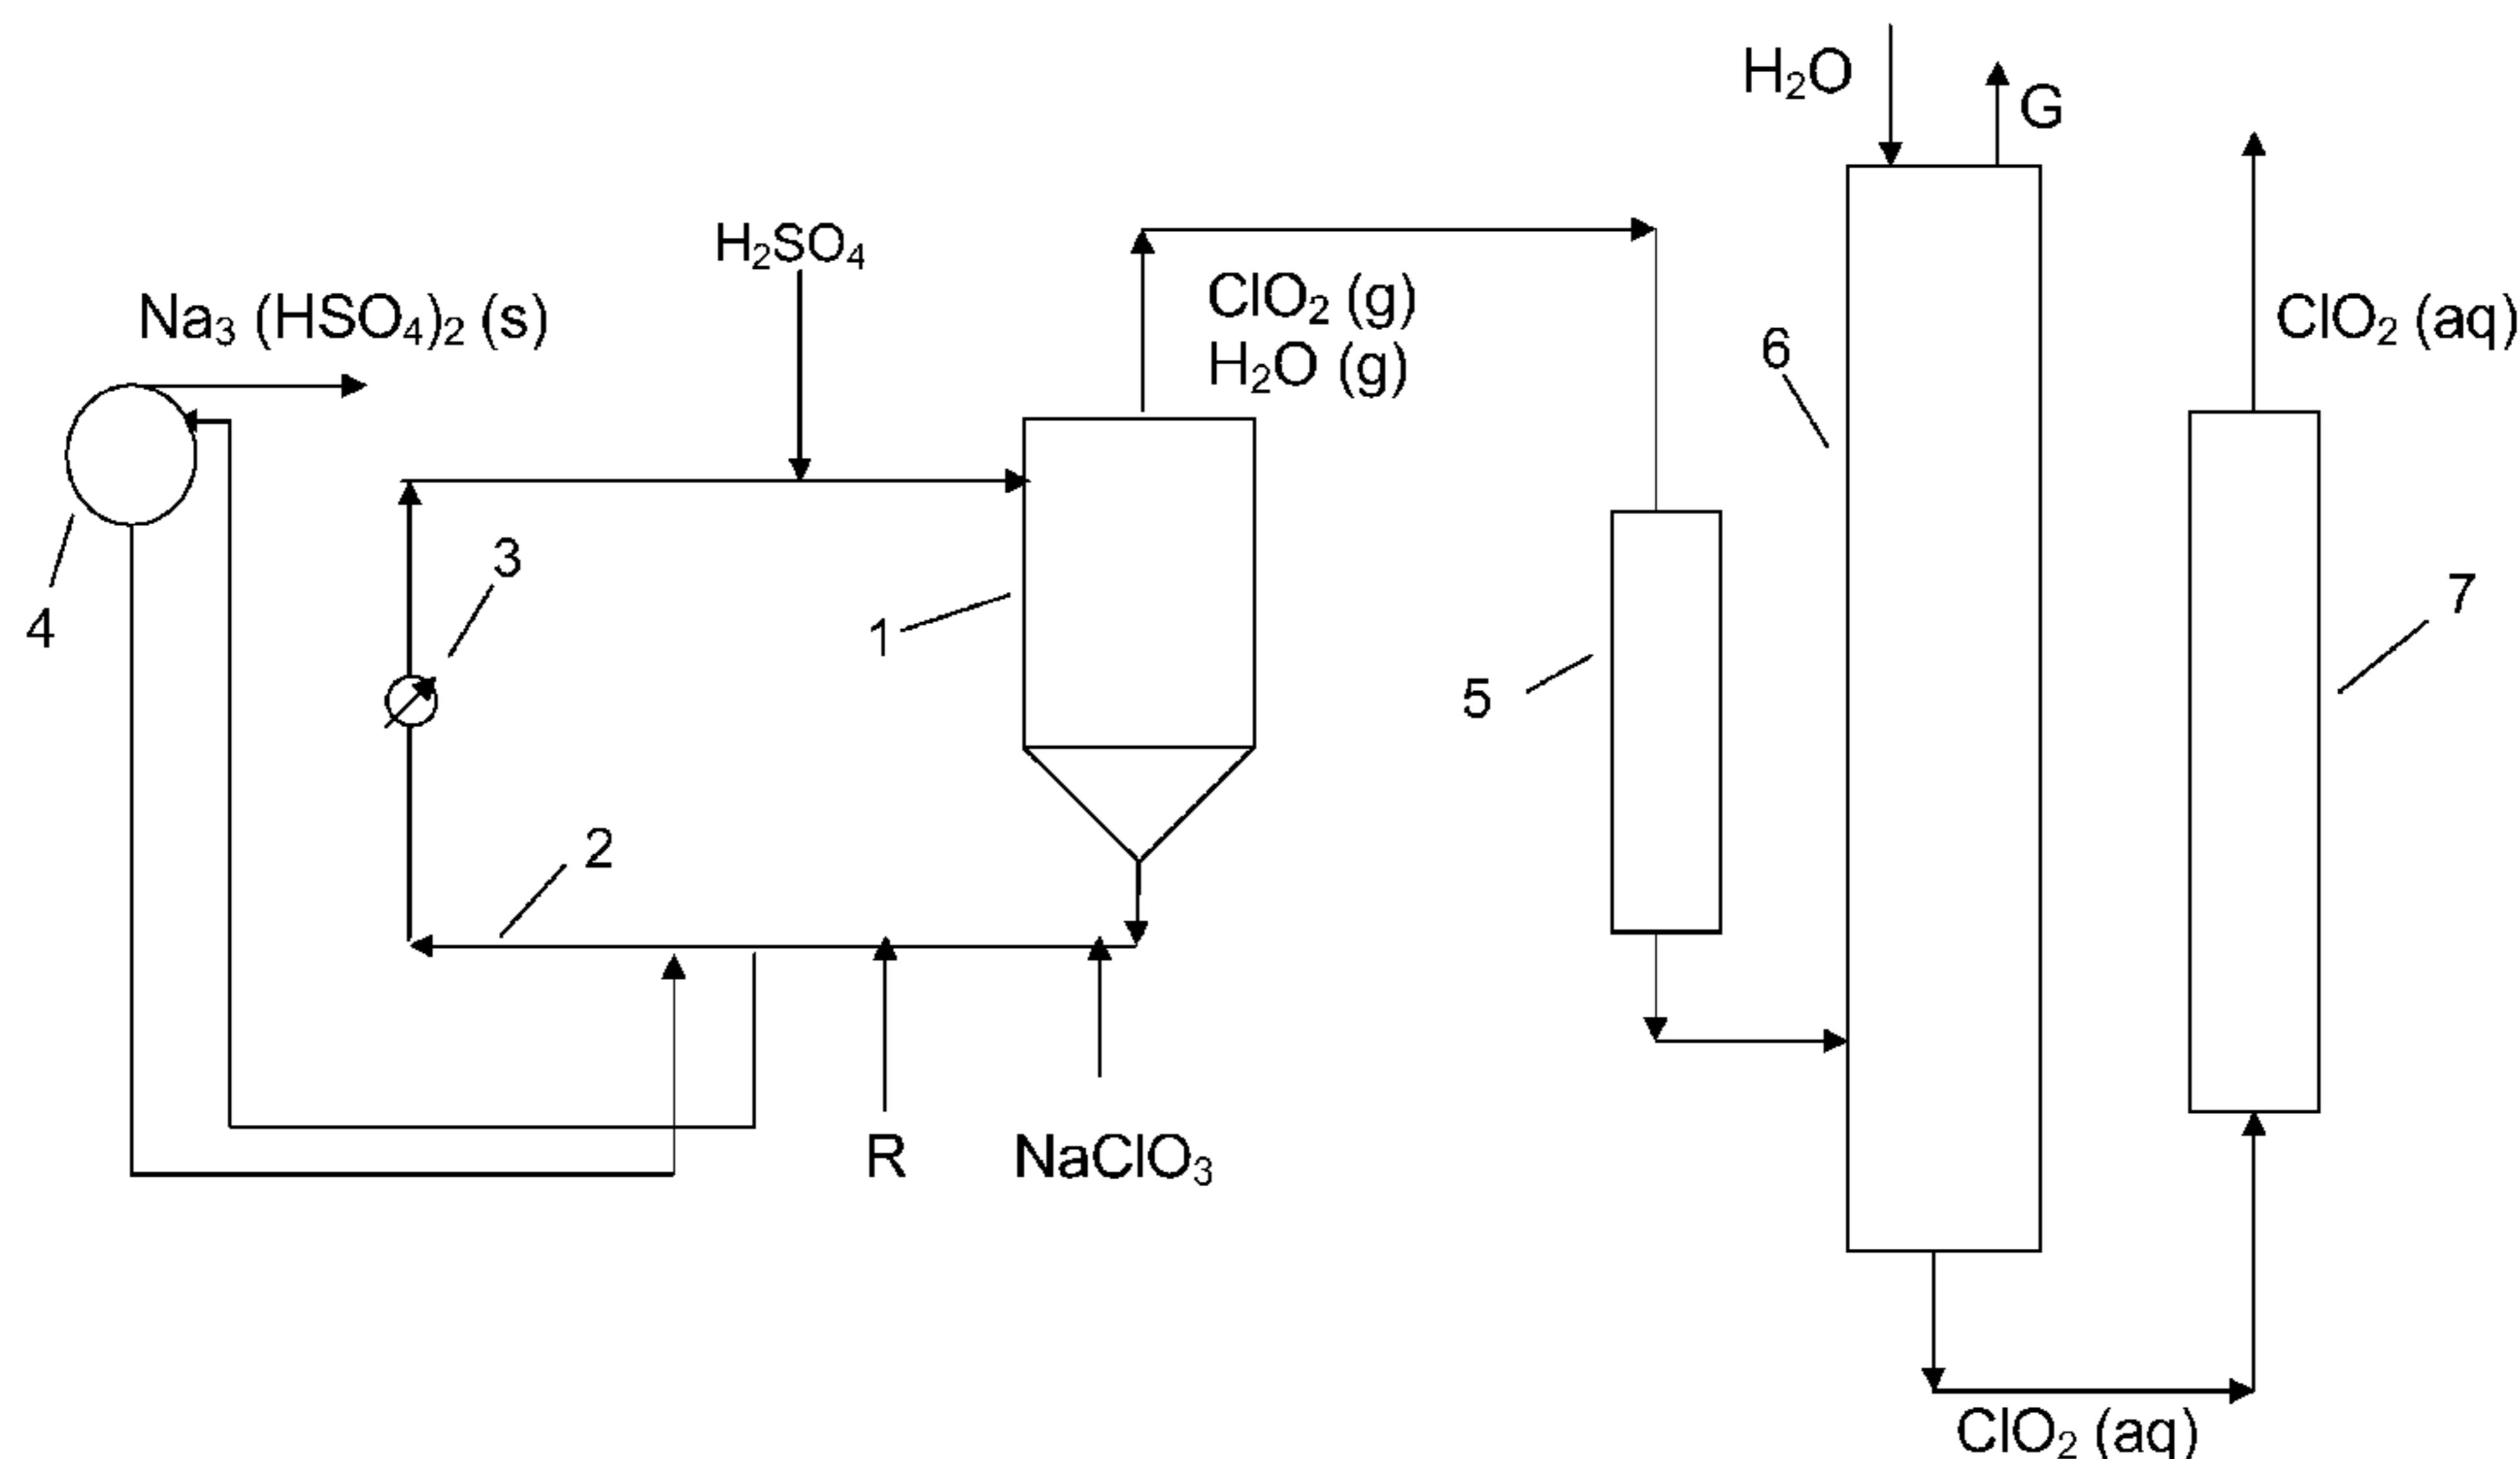 H₂O
G
H₂SO₄
Na₃ (HSO₄)₂ (s)
ClO₂ (g)
H₂O (g)
ClO₂ (aq)
6
3
4
1
5
7
2
R
NaClO₃
ClO₂ (aq)